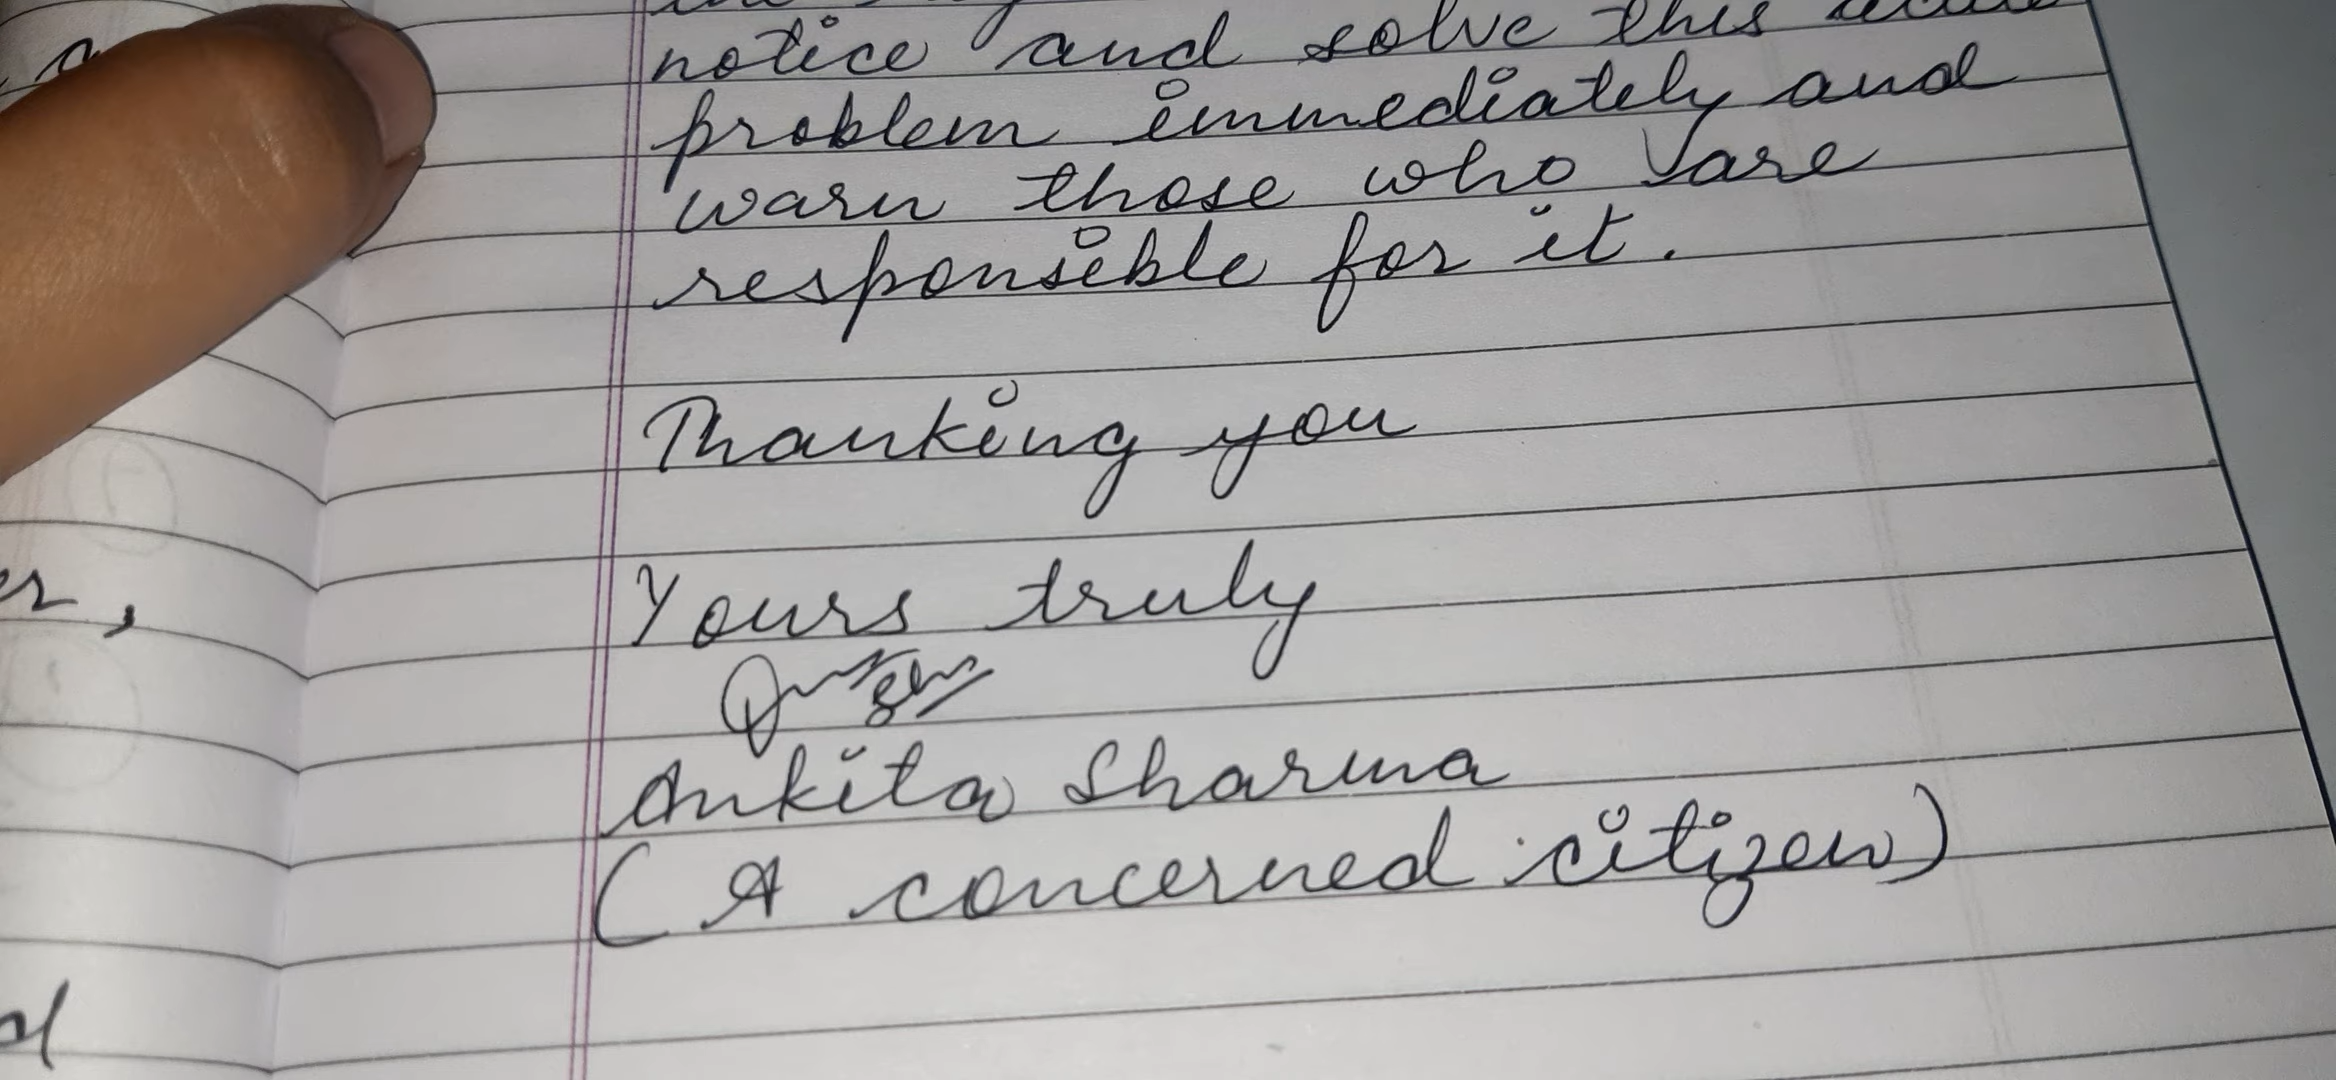 notice and solve this
problem immediately and
warn those who are
responsible for it.
Thanking you
Yours truly
Ankita Sharma
(A concerned citizen)